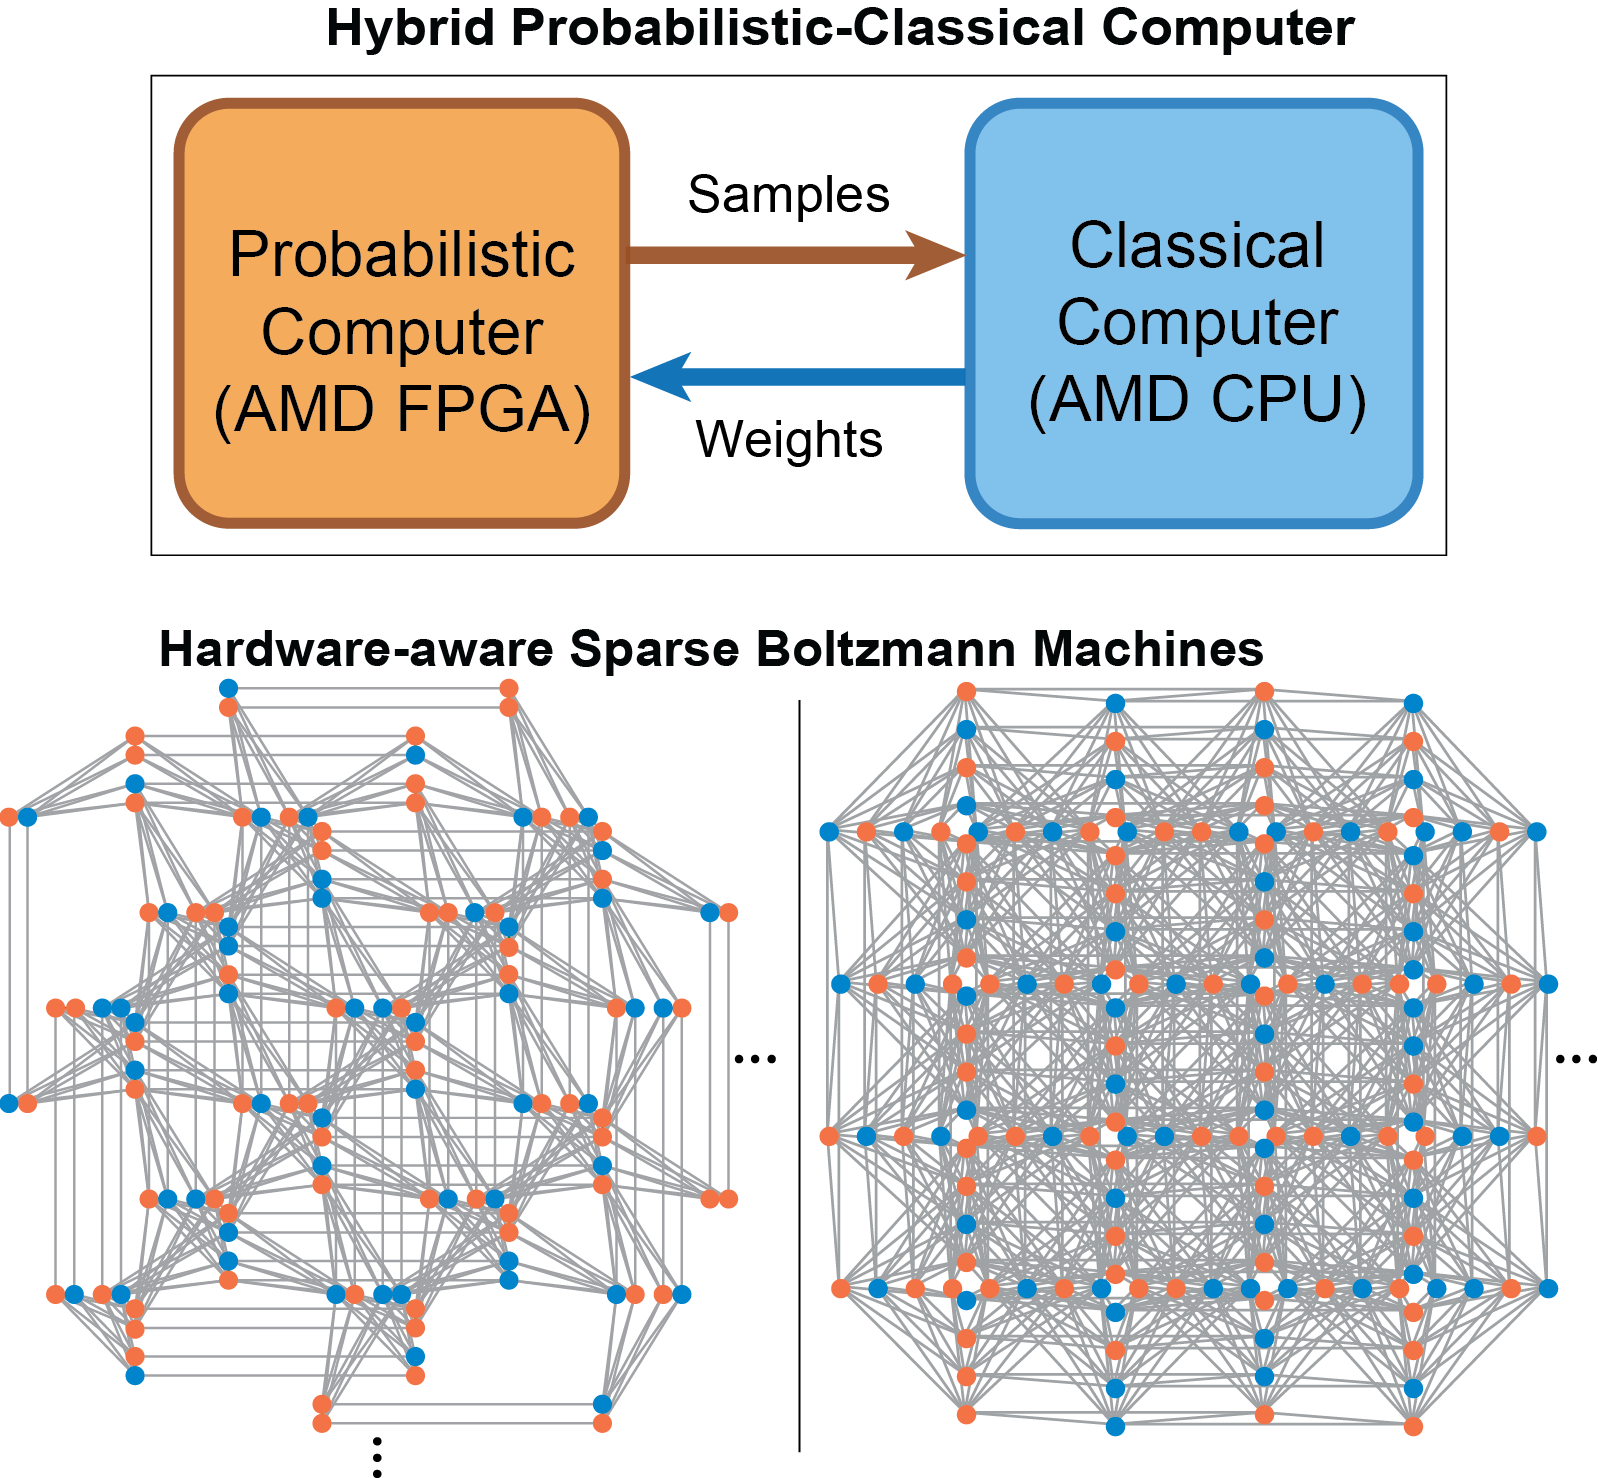 Hybrid Probabilistic-Classical Computer
Probabilistic
Computer
(AMD FPGA)
Samples
Weights
Classical
Computer
(AMD CPU)
Hardware-aware Sparse Boltzmann Machines
...
...
...